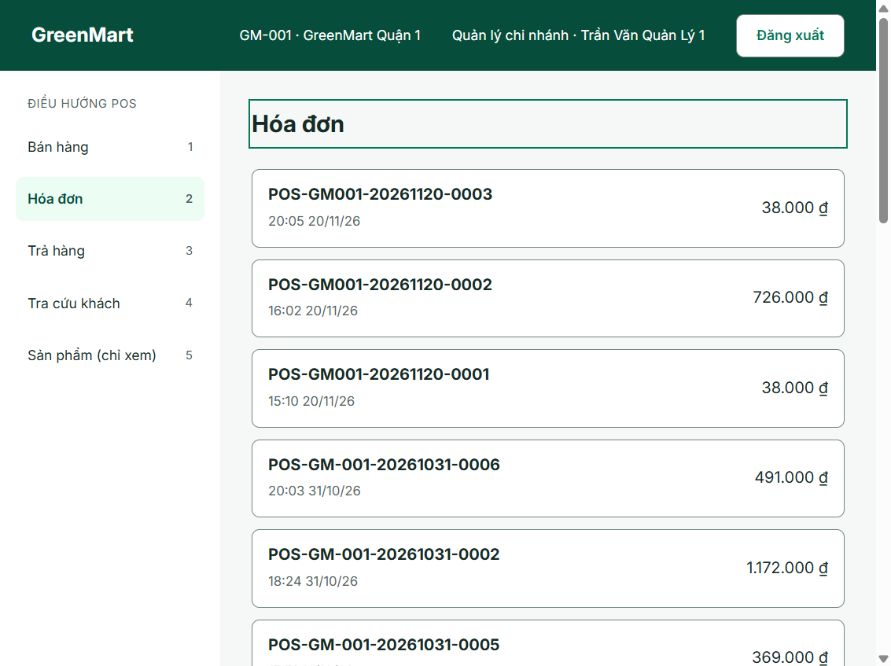 GreenMart
GM-001 · GreenMart Quận 1
Quản lý chi nhánh · Trần Văn Quản Lý 1
Đăng xuất
ĐIỀU HƯỚNG POS
Bán hàng 1
Hóa đơn 2
Trả hàng 3
Tra cứu khách 4
Sản phẩm (chỉ xem) 5
Hóa đơn
POS-GM001-20261120-0003
20:05 20/11/26
38.000 ₫
POS-GM001-20261120-0002
16:02 20/11/26
726.000 ₫
POS-GM001-20261120-0001
15:10 20/11/26
38.000 ₫
POS-GM-001-20261031-0006
20:03 31/10/26
491.000 ₫
POS-GM-001-20261031-0002
18:24 31/10/26
1.172.000 ₫
POS-GM-001-20261031-0005
369.000 ₫